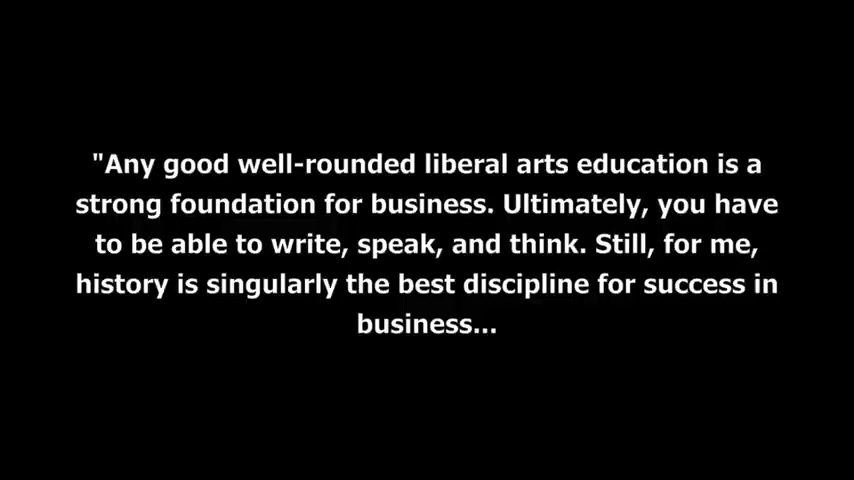 "Any good well-rounded liberal arts education is a
strong foundation for business. Ultimately, you have
to be able to write, speak, and think. Still, for me,
history is singularly the best discipline for success in
business...